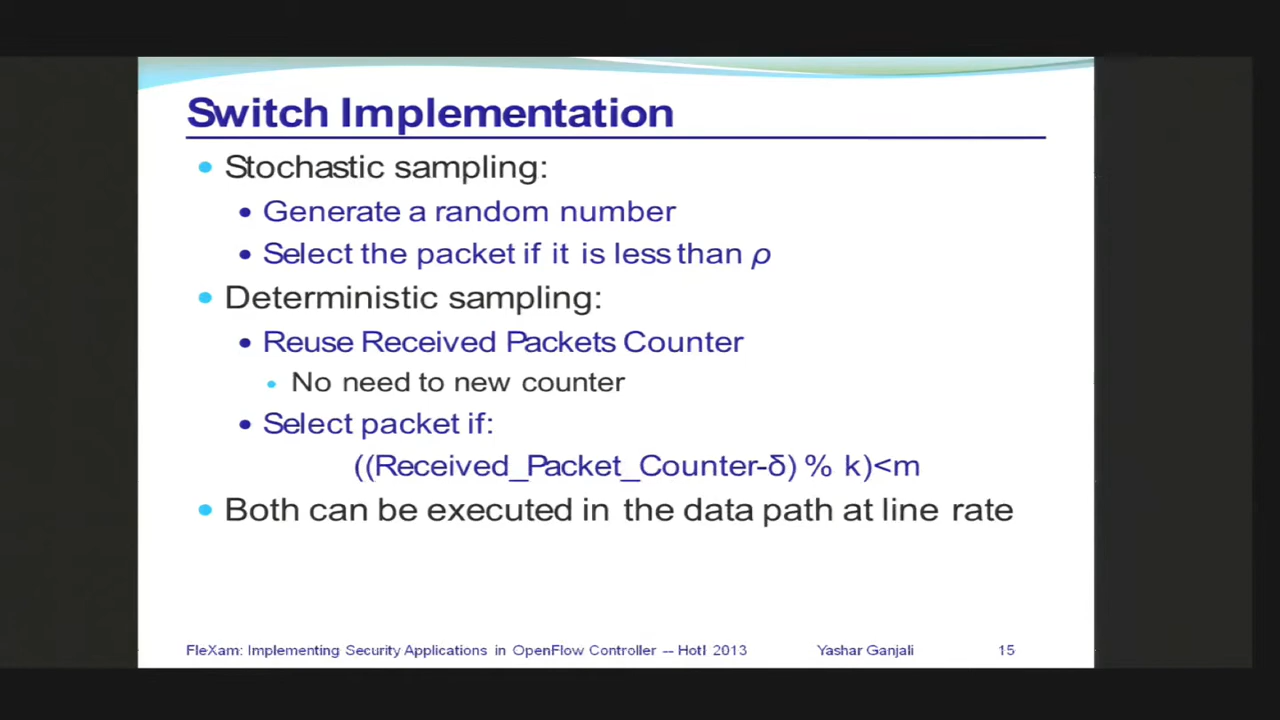 Switch Implementation
Stochastic sampling:
Generate a random number
Select the packet if it is less than ρ
Deterministic sampling:
Reuse Received Packets Counter
No need to new counter
Select packet if:
((Received_Packet_Counter-δ) % k)<m
Both can be executed in the data path at line rate
FleXam: Implementing Security Applications in OpenFlow Controller -- HotI 2013 Yashar Ganjali 15